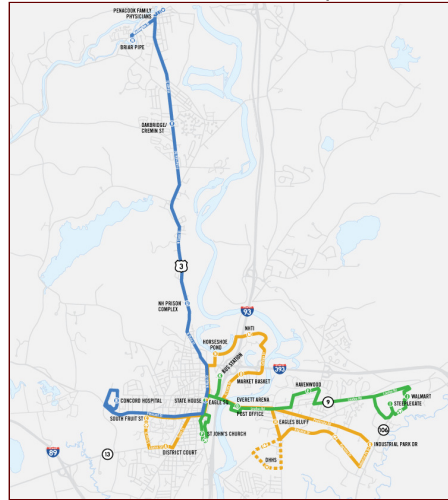 PENACOOK FAMILY
PHYSICIANS
BRIAR PIPE
OAKBRIDGE/
CREMIN ST
3
NH PRISON
COMPLEX
93
NHTI
HORSESHOE
POND
BUS STATION
393
MARKET BASKET
HAVENWOOD
WALMART
CONCORD HOSPITAL
STATE HOUSE
EAGLE SQ
EVERETT ARENA
9
STEEPLEGATE
POST OFFICE
SOUTH FRUIT ST
EAGLES BLUFF
106
ST JOHN'S CHURCH
INDUSTRIAL PARK DR
89
13
DISTRICT COURT
DHHS